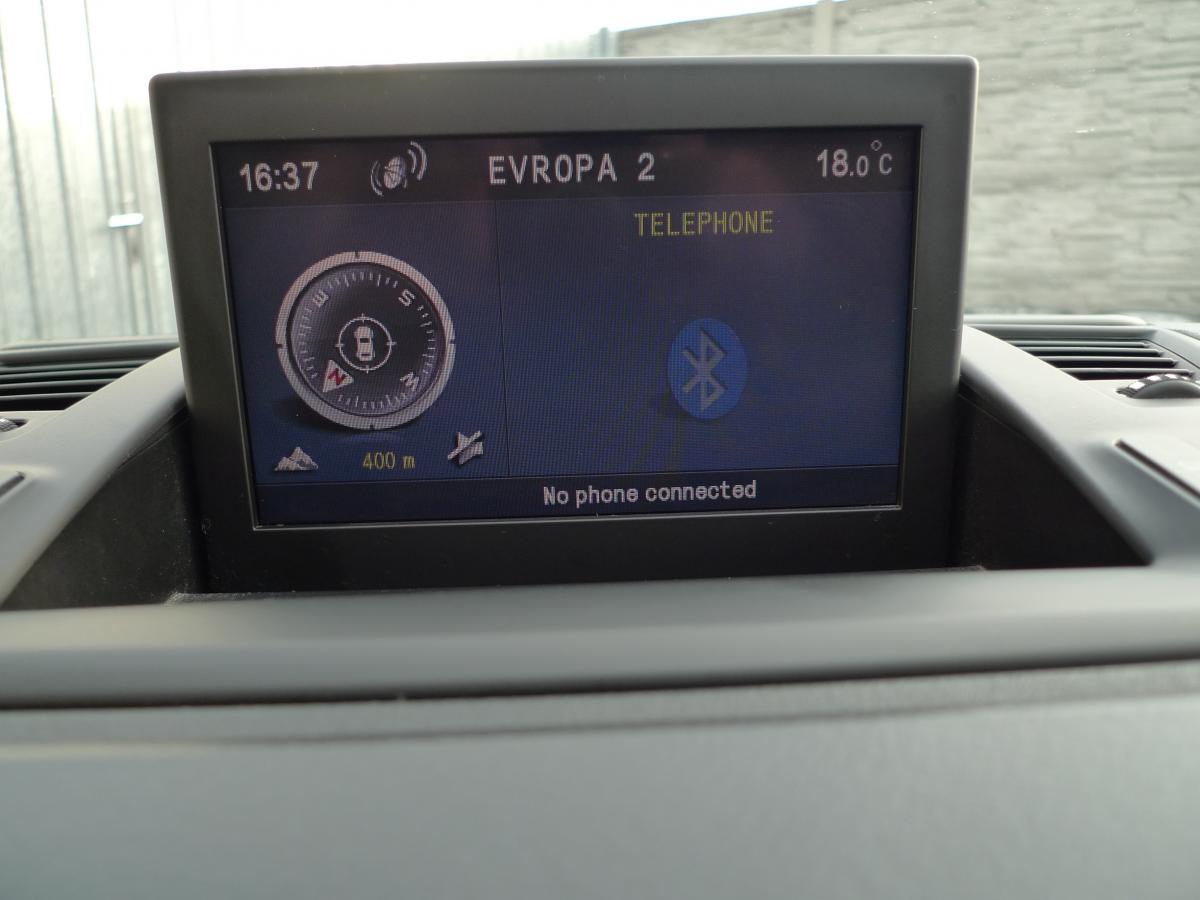 16:37 EVROPA 2 18.0°C
TELEPHONE
E S
N W
400 m
No phone connected